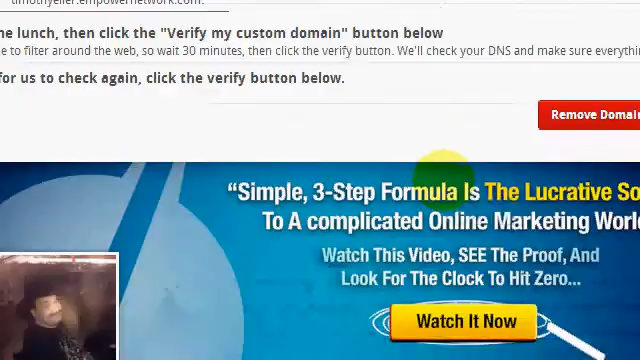 timothyeller.empowernetwork.com.
ne lunch, then click the "Verify my custom domain" button below
e to filter around the web, so wait 30 minutes, then click the verify button. We'll check your DNS and make sure everythin
for us to check again, click the verify button below.
Remove Domain
“Simple, 3-Step Formula Is The Lucrative So
To A complicated Online Marketing Worl
Watch This Video, SEE The Proof, And
Look For The Clock To Hit Zero...
Watch It Now